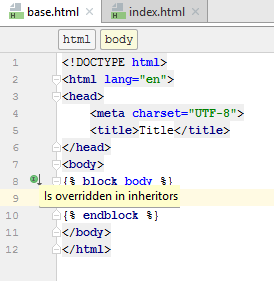 base.html index.html
html body
1 <!DOCTYPE html>
2 <html lang="en">
3 <head>
4 <meta charset="UTF-8">
5 <title>Title</title>
6 </head>
7 <body>
8 {% block body %}
9 Is overridden in inheritors
10 {% endblock %}
11 </body>
12 </html>